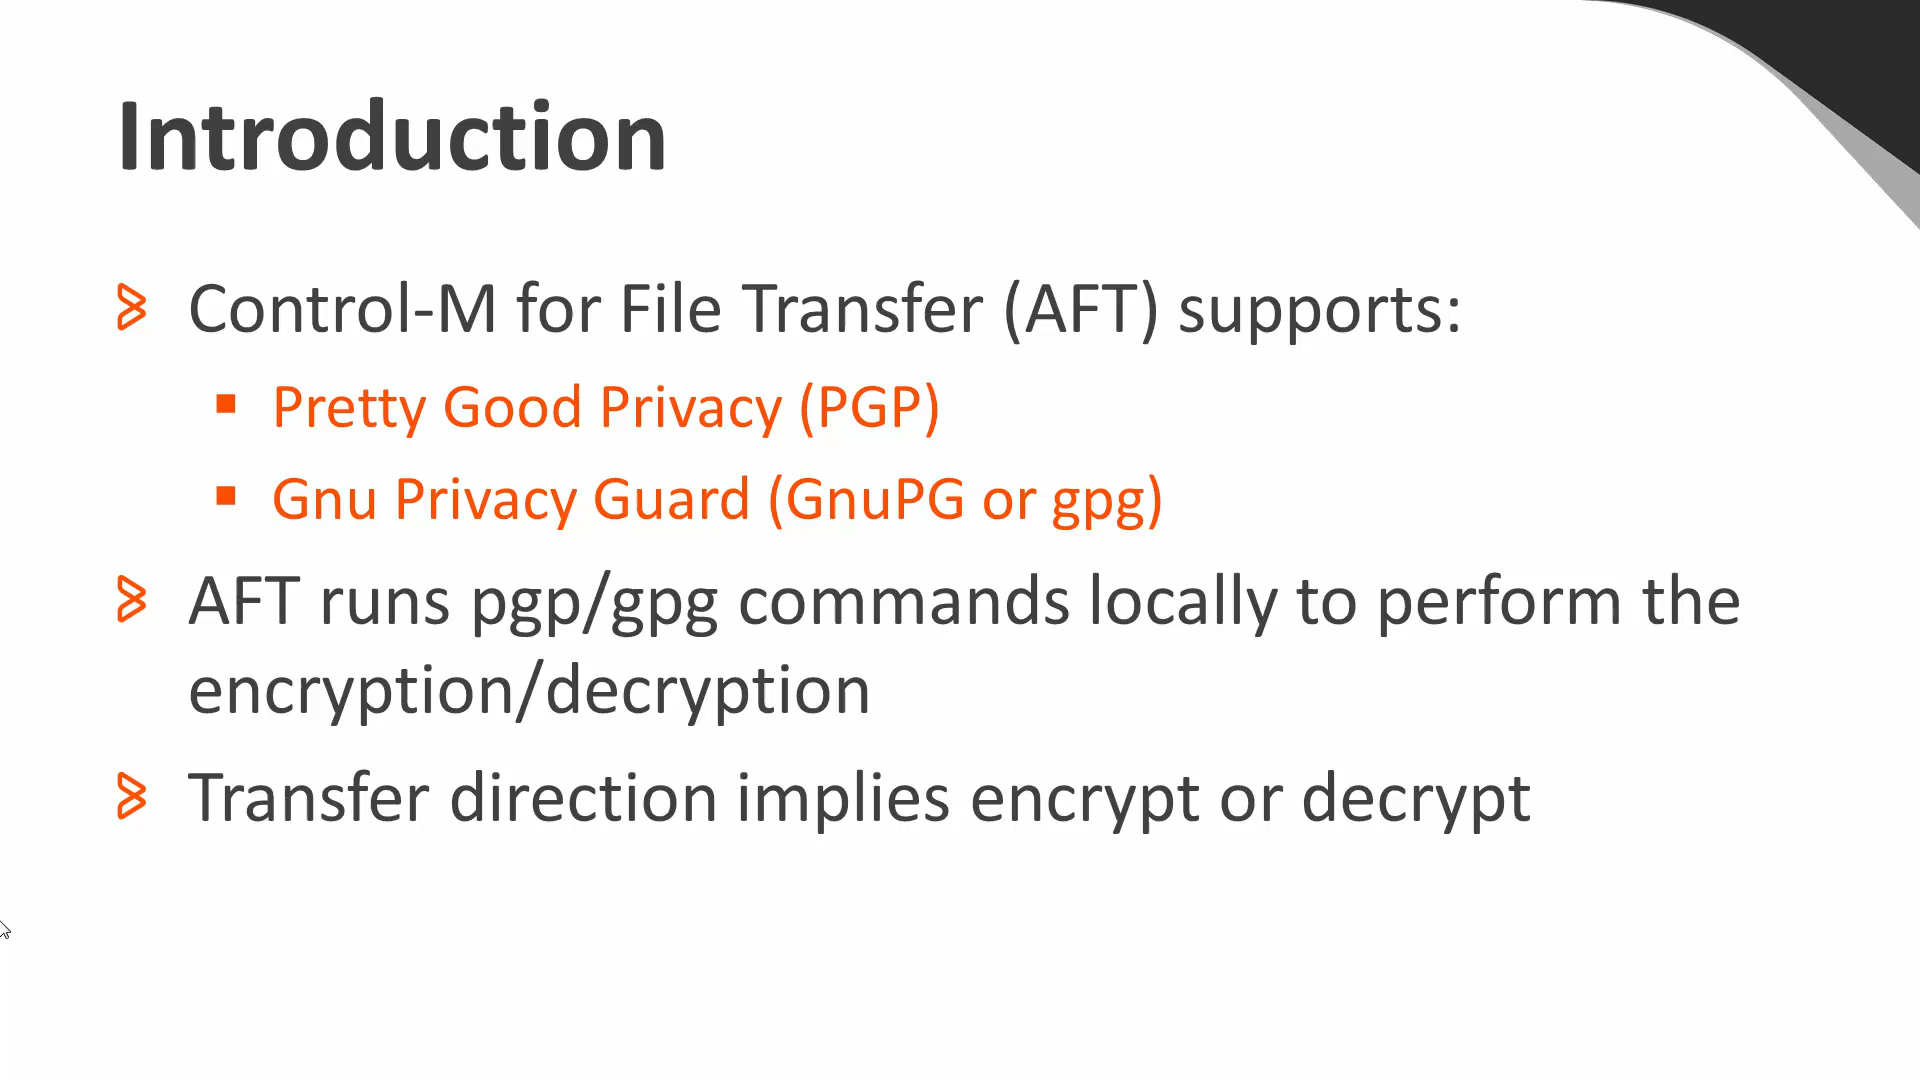 Introduction
Control-M for File Transfer (AFT) supports:
Pretty Good Privacy (PGP)
Gnu Privacy Guard (GnuPG or gpg)
AFT runs pgp/gpg commands locally to perform the
encryption/decryption
Transfer direction implies encrypt or decrypt